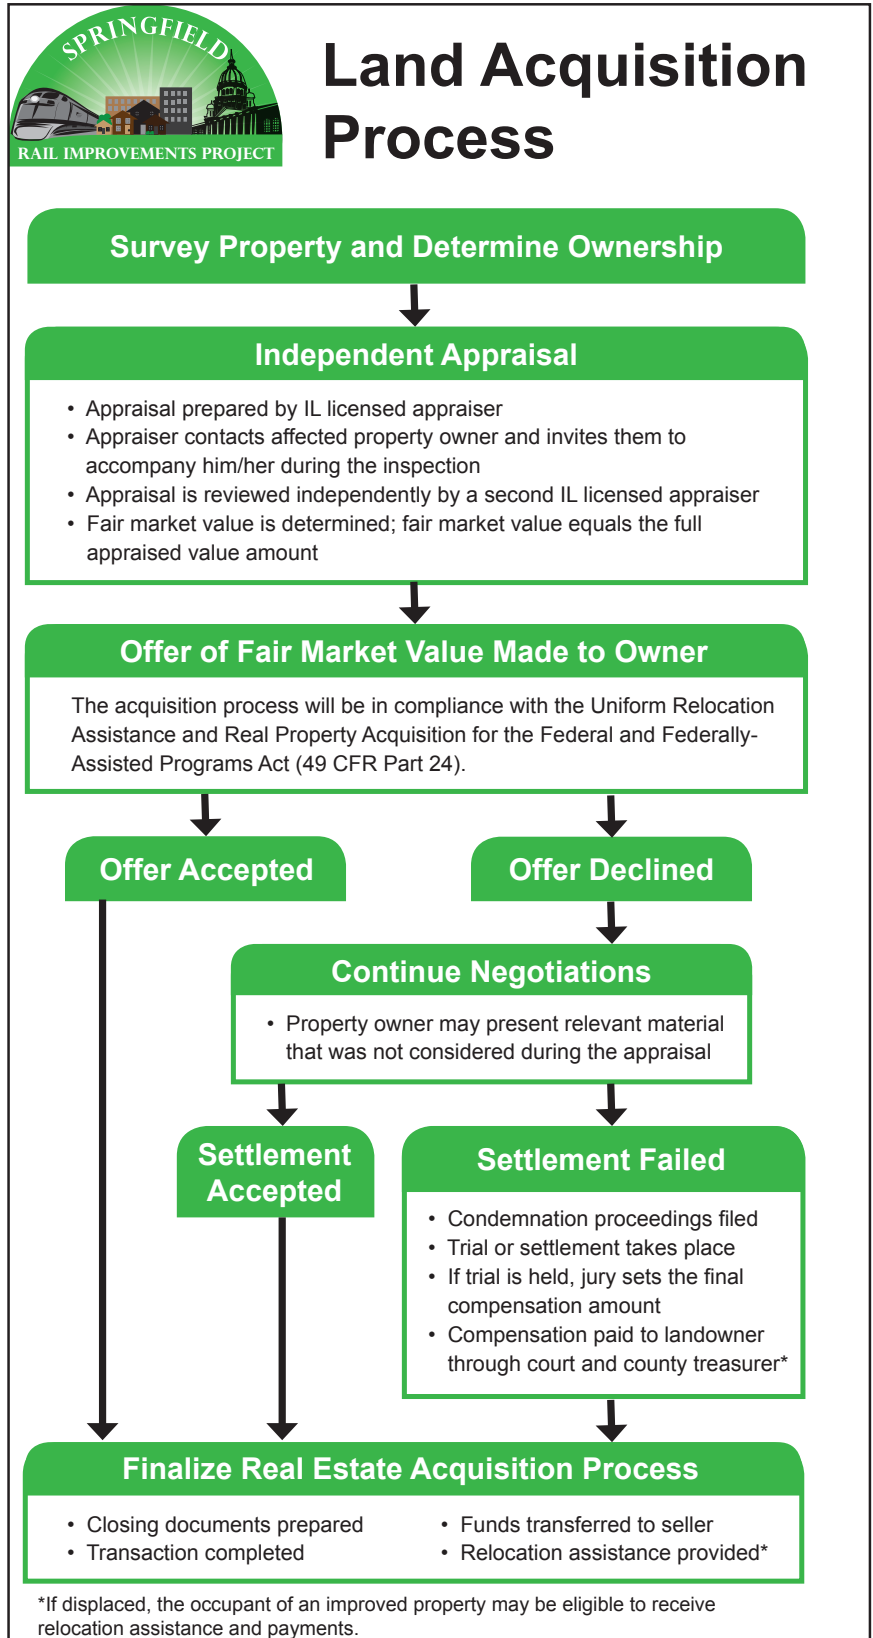 SPRINGFIELD
RAIL IMPROVEMENTS PROJECT
Land Acquisition
Process
Survey Property and Determine Ownership
Independent Appraisal
• Appraisal prepared by IL licensed appraiser
• Appraiser contacts affected property owner and invites them to
accompany him/her during the inspection
• Appraisal is reviewed independently by a second IL licensed appraiser
• Fair market value is determined; fair market value equals the full
appraised value amount
Offer of Fair Market Value Made to Owner
The acquisition process will be in compliance with the Uniform Relocation
Assistance and Real Property Acquisition for the Federal and Federally-
Assisted Programs Act (49 CFR Part 24).
Offer Accepted
Offer Declined
Continue Negotiations
• Property owner may present relevant material
that was not considered during the appraisal
Settlement
Accepted
Settlement Failed
• Condemnation proceedings filed
• Trial or settlement takes place
• If trial is held, jury sets the final
compensation amount
• Compensation paid to landowner
through court and county treasurer*
Finalize Real Estate Acquisition Process
• Closing documents prepared
• Transaction completed
• Funds transferred to seller
• Relocation assistance provided*
*If displaced, the occupant of an improved property may be eligible to receive
relocation assistance and payments.